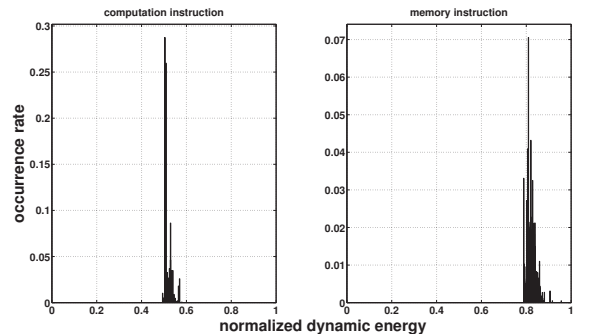 computation instruction
memory instruction
0.3
0.25
0.2
0.15
0.1
0.05
0
0 0.2 0.4 0.6 0.8 1
0.07
0.06
0.05
0.04
0.03
0.02
0.01
0
0 0.2 0.4 0.6 0.8 1
occurrence rate
normalized dynamic energy